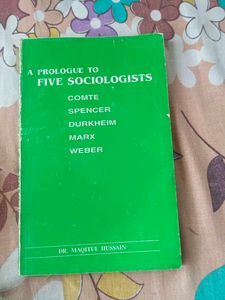 A PROLOGUE TO
FIVE SOCIOLOGISTS
COMTE
SPENCER
DURKHEIM
MARX
WEBER
DR. MAQITUL HUSSAIN